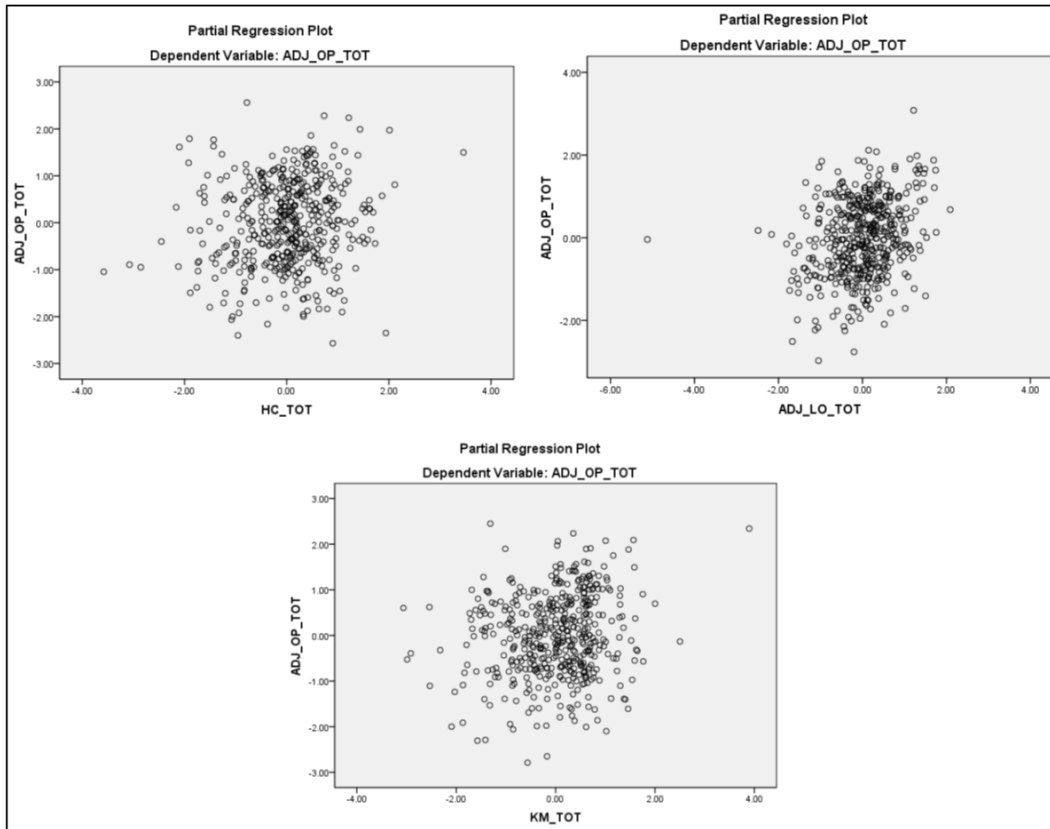 Partial Regression Plot
Dependent Variable: ADJ_OP_TOT
3.00
2.00
1.00
0.00
-1.00
-2.00
-3.00
ADJ_OP_TOT
-4.00 -2.00 0.00 2.00 4.00
HC_TOT
Partial Regression Plot
Dependent Variable: ADJ_OP_TOT
4.00
2.00
0.00
-2.00
ADJ_OP_TOT
-6.00 -4.00 -2.00 0.00 2.00 4.00
ADJ_LO_TOT
Partial Regression Plot
Dependent Variable: ADJ_OP_TOT
3.00
2.00
1.00
0.00
-1.00
-2.00
-3.00
ADJ_OP_TOT
-4.00 -2.00 0.00 2.00 4.00
KM_TOT